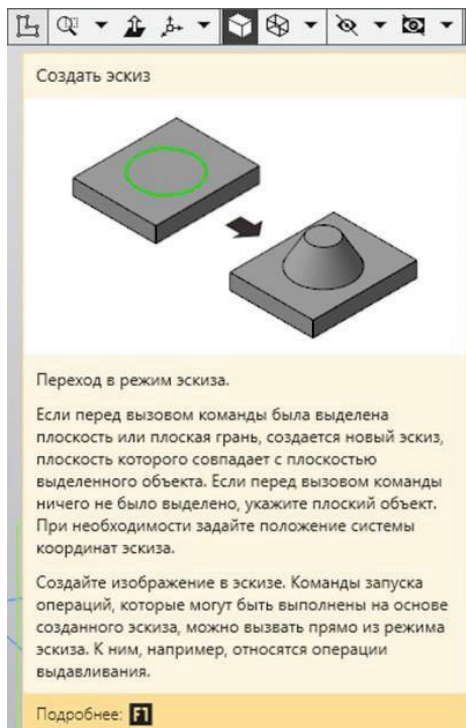 Создать эскиз
Переход в режим эскиза.
Если перед вызовом команды была выделена
плоскость или плоская грань, создается новый эскиз,
плоскость которого совпадает с плоскостью
выделенного объекта. Если перед вызовом команды
ничего не было выделено, укажите плоский объект.
При необходимости задайте положение системы
координат эскиза.
Создайте изображение в эскизе. Команды запуска
операций, которые могут быть выполнены на основе
созданного эскиза, можно вызвать прямо из режима
эскиза. К ним, например, относятся операции
выдавливания.
Подробнее: F1